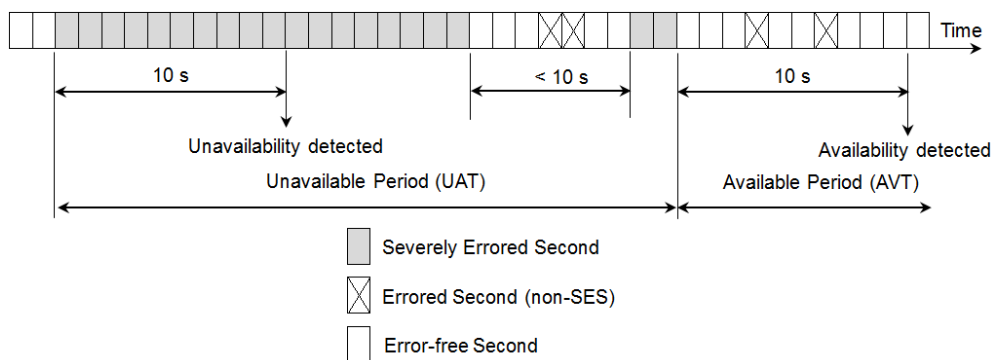 Time
10 s
< 10 s
10 s
Unavailability detected
Availability detected
Unavailable Period (UAT)
Available Period (AVT)
Severely Errored Second
Errored Second (non-SES)
Error-free Second